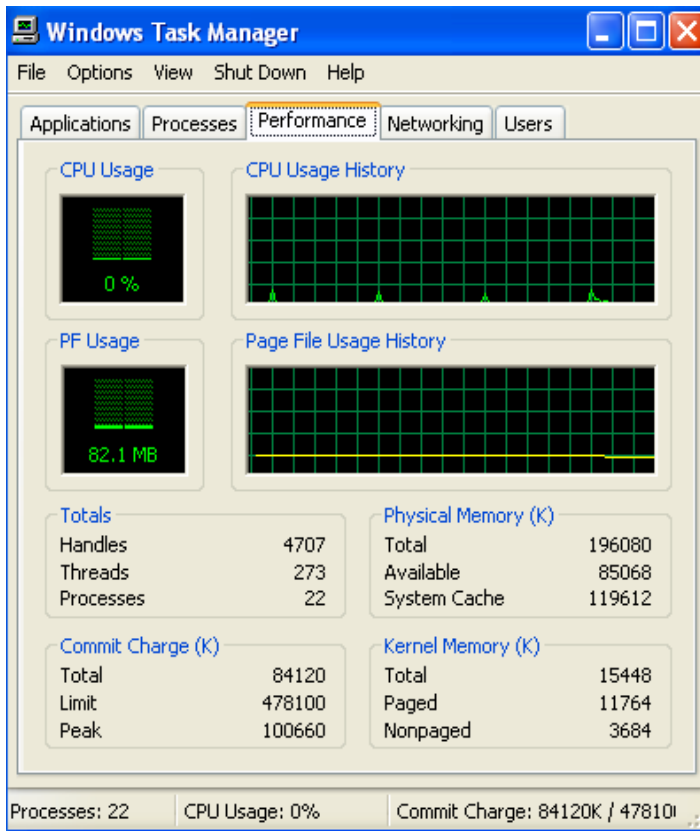 Windows Task Manager
File Options View Shut Down Help
Applications Processes Performance Networking Users
CPU Usage CPU Usage History
0 %
PF Usage Page File Usage History
82.1 MB
Totals Physical Memory (K)
Handles 4707 Total 196080
Threads 273 Available 85068
Processes 22 System Cache 119612
Commit Charge (K) Kernel Memory (K)
Total 84120 Total 15448
Limit 478100 Paged 11764
Peak 100660 Nonpaged 3684
Processes: 22 CPU Usage: 0% Commit Charge: 84120K / 47810